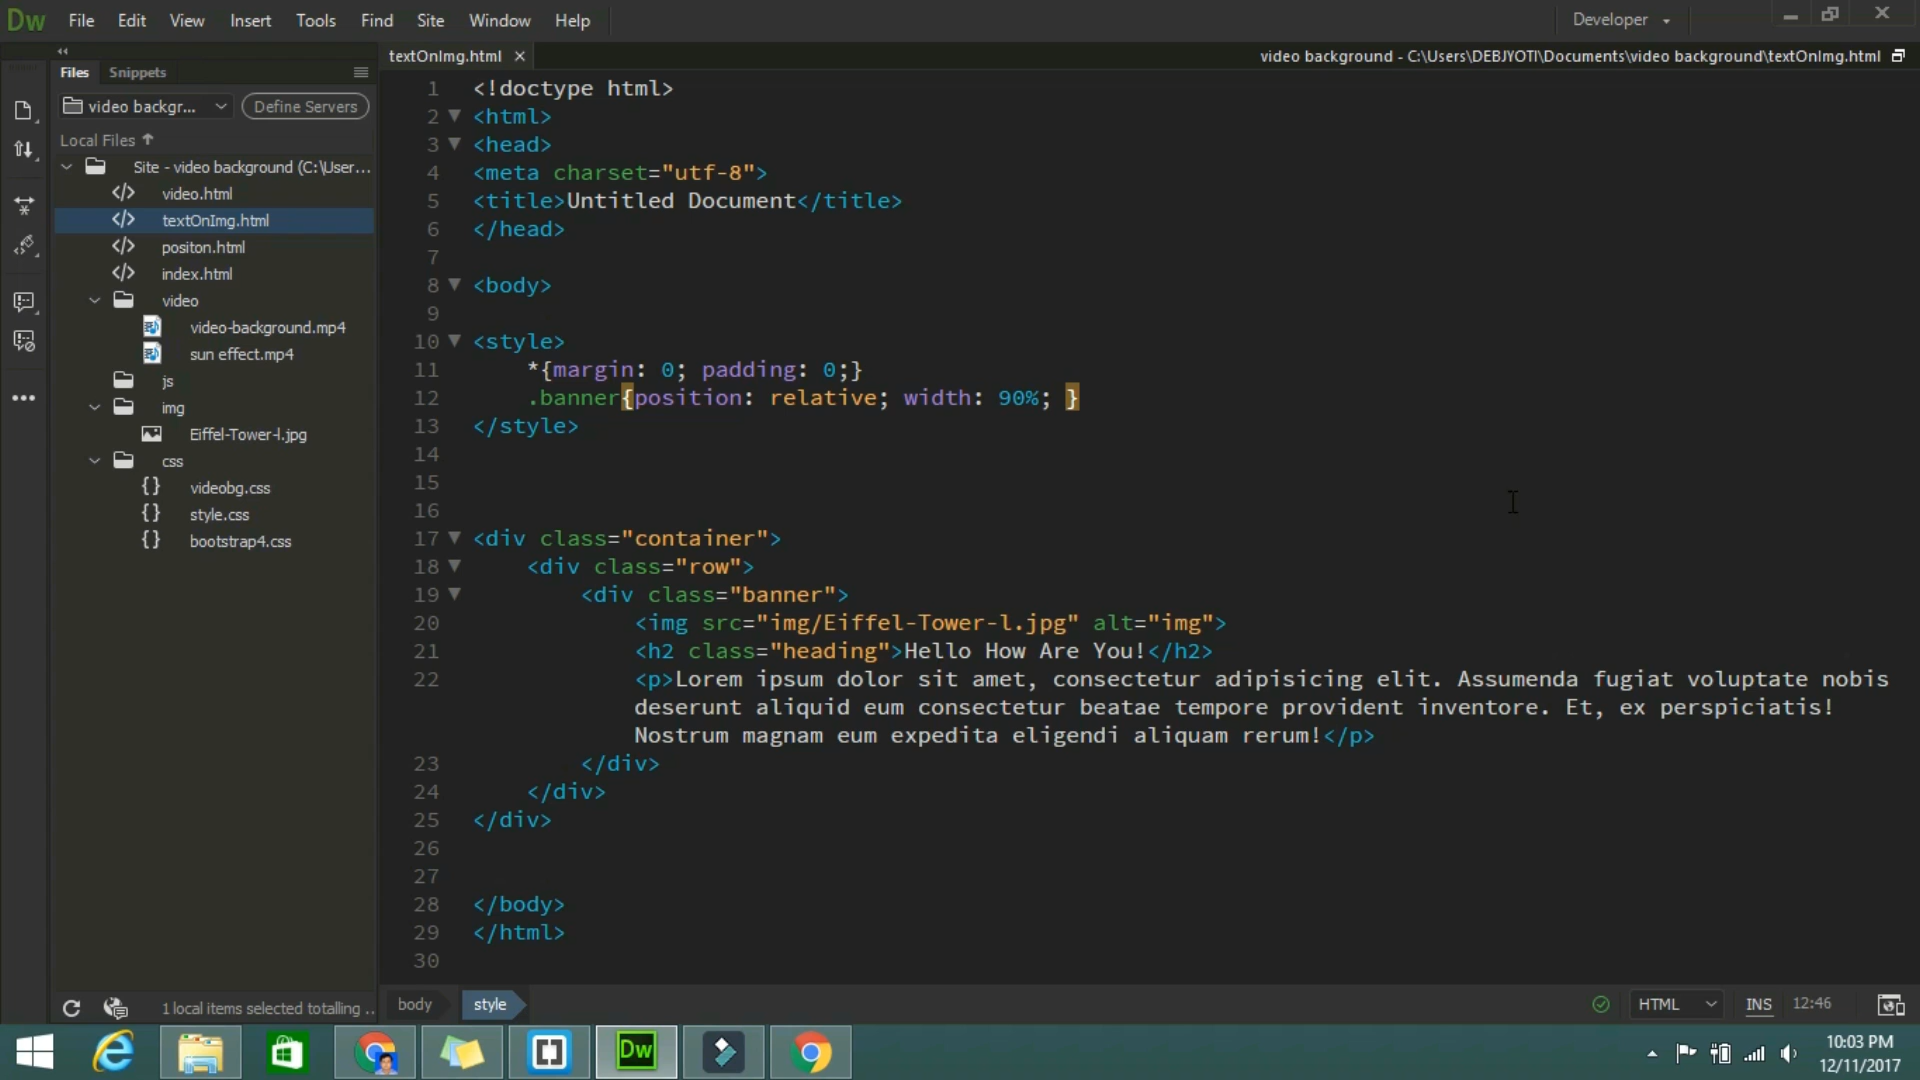 Dw File Edit View Insert Tools Find Site Window Help Developer
Files Snippets
video backgr... Define Servers
Local Files
Site - video background (C:\User...
video.html
textOnImg.html
positon.html
index.html
video
video-background.mp4
sun effect.mp4
js
img
Eiffel-Tower-l.jpg
css
videobg.css
style.css
bootstrap4.css
1 local items selected totalling ..
textOnImg.html × video background - C:\Users\DEBJYOTI\Documents\video background\textOnImg.html
1 <!doctype html>
2 <html>
3 <head>
4 <meta charset="utf-8">
5 <title>Untitled Document</title>
6 </head>
7
8 <body>
9
10 <style>
11 *{margin: 0; padding: 0;}
12 .banner{position: relative; width: 90%; }
13 </style>
14
15
16
17 <div class="container">
18 <div class="row">
19 <div class="banner">
20 <img src="img/Eiffel-Tower-l.jpg" alt="img">
21 <h2 class="heading">Hello How Are You!</h2>
22 <p>Lorem ipsum dolor sit amet, consectetur adipisicing elit. Assumenda fugiat voluptate nobis
deserunt aliquid eum consectetur beatae tempore provident inventore. Et, ex perspiciatis!
Nostrum magnam eum expedita eligendi aliquam rerum!</p>
23 </div>
24 </div>
25 </div>
26
27
28 </body>
29 </html>
30
body style HTML INS 12:46
Dw
10:03 PM
12/11/2017